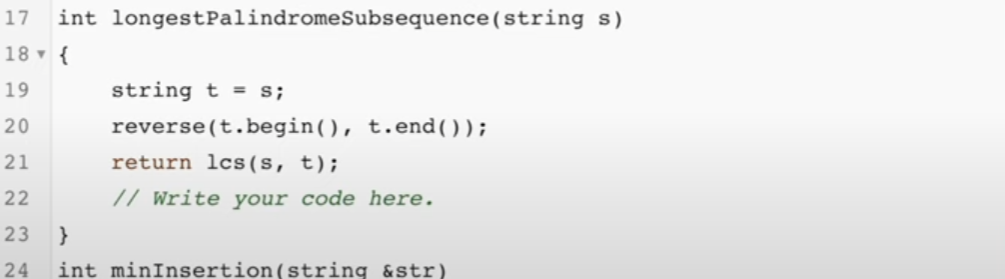 17 int longestPalindromeSubsequence(string s)
18 {
19 string t = s;
20 reverse(t.begin(), t.end());
21 return lcs(s, t);
22 // Write your code here.
23 }
24 int minInsertion(string &str)